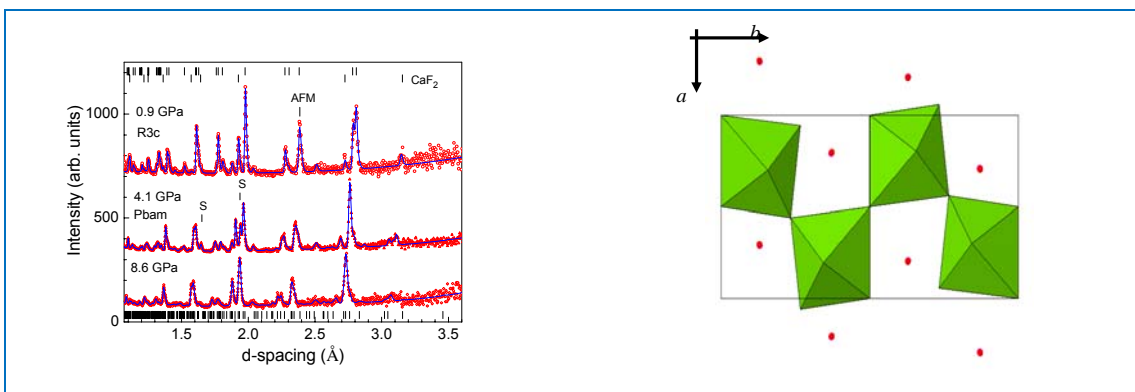 CaF2
AFM
1000
0.9 GPa
R3c
4.1 GPa
S
S
Pbam
500
8.6 GPa
0
1.5 2.0 2.5 3.0 3.5
d-spacing (Å)
Intensity (arb. units)
b
a